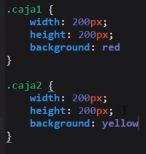 .caja1 {
width: 200px;
height: 200px;
background: red
}
.caja2 {
width: 200px;
height: 200px;
background: yellow
}